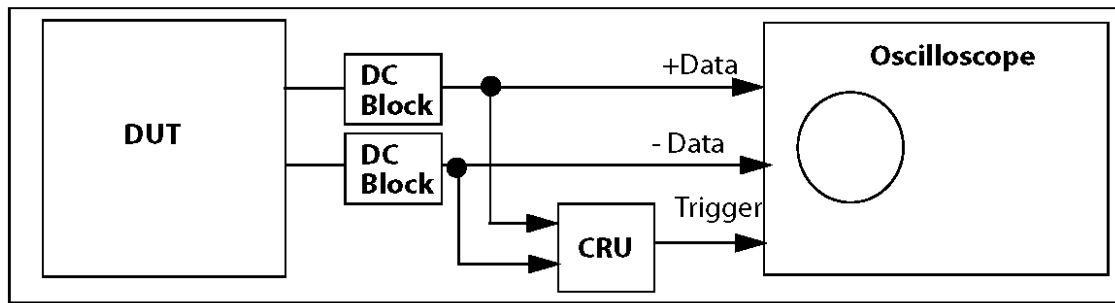 DUT
DC
Block
DC
Block
+Data
- Data
Trigger
CRU
Oscilloscope